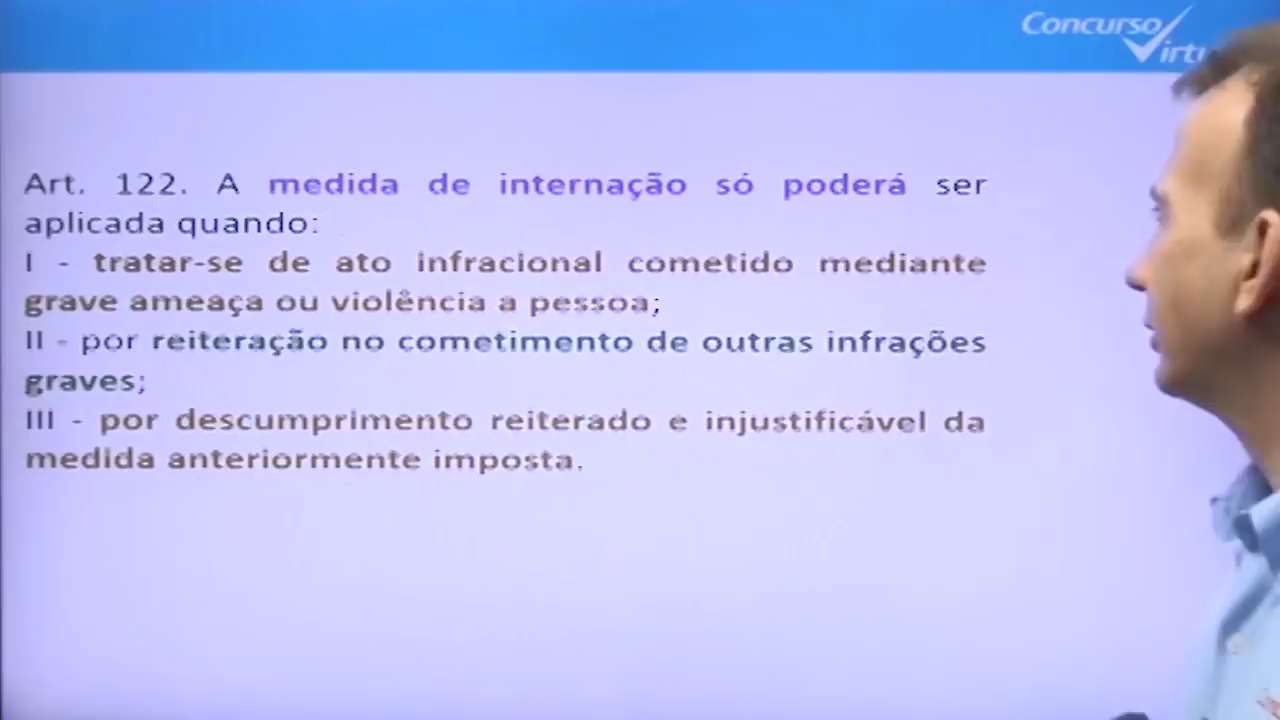 Concurso
Virtu
Art. 122. A medida de internação só poderá ser
aplicada quando:
I - tratar-se de ato infracional cometido mediante
grave ameaça ou violência a pessoa;
II - por reiteração no cometimento de outras infrações
graves;
III - por descumprimento reiterado e injustificável da
medida anteriormente imposta.